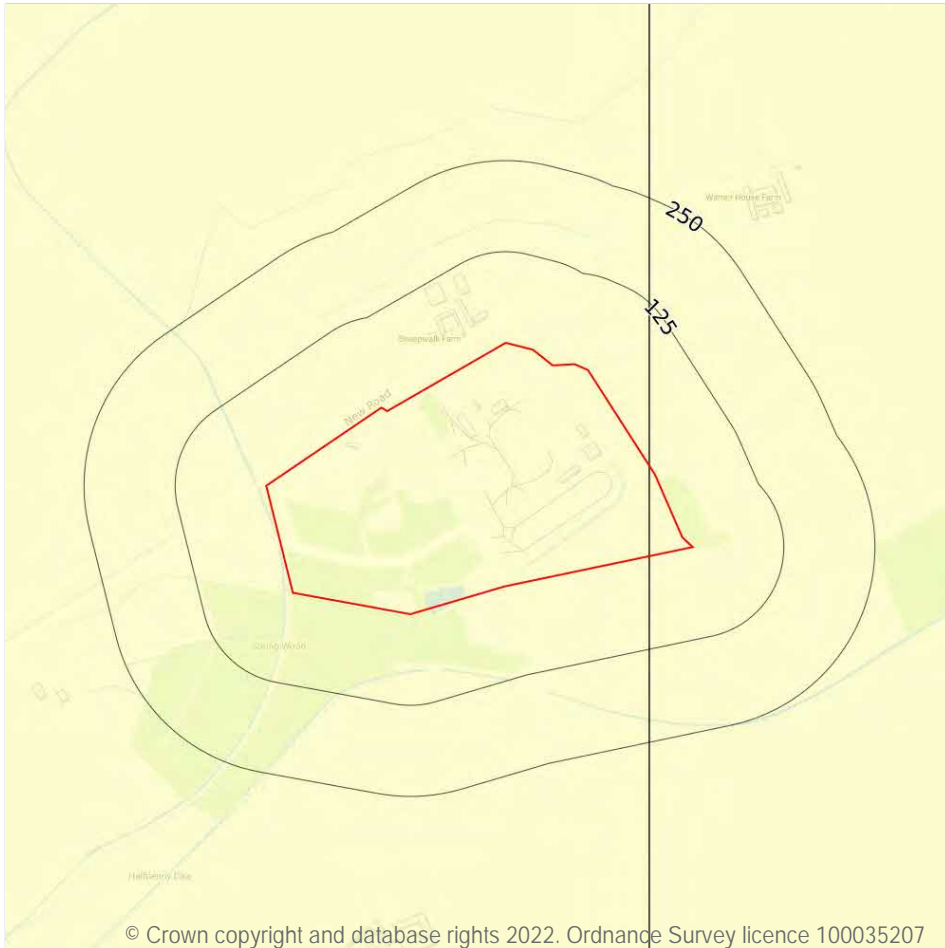 Warren House Farm
250
125
Sheepwalk Farm
New Road
Spring Wood
Halfpenny Dike
© Crown copyright and database rights 2022. Ordnance Survey licence 100035207